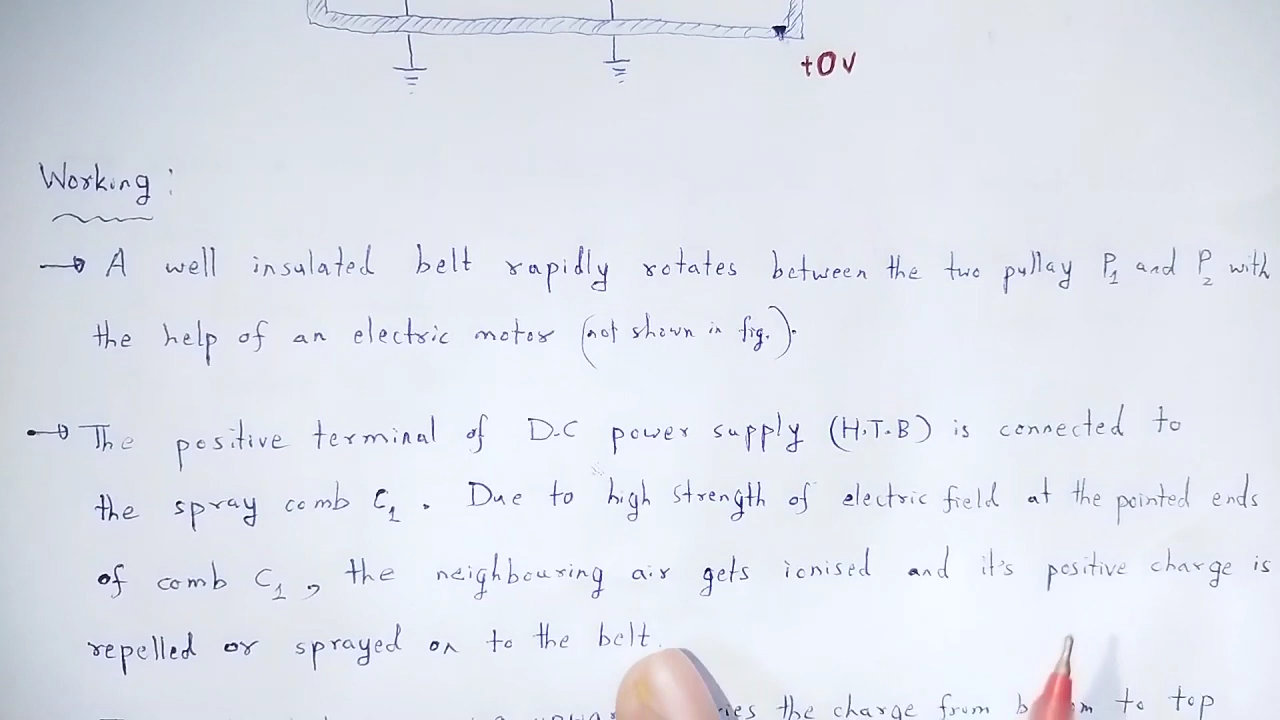 +0V
Working:
→ A well insulated belt rapidly rotates between the two pullay P₁ and P₂ with
the help of an electric motor (not shown in fig.).
→ The positive terminal of D.C power supply (H.T.B) is connected to
the spray comb C₁. Due to high strength of electric field at the pointed ends
of comb C₁, the neighbouring air gets ionised and it's positive charge is
repelled or sprayed on to the belt.
the charge from to top